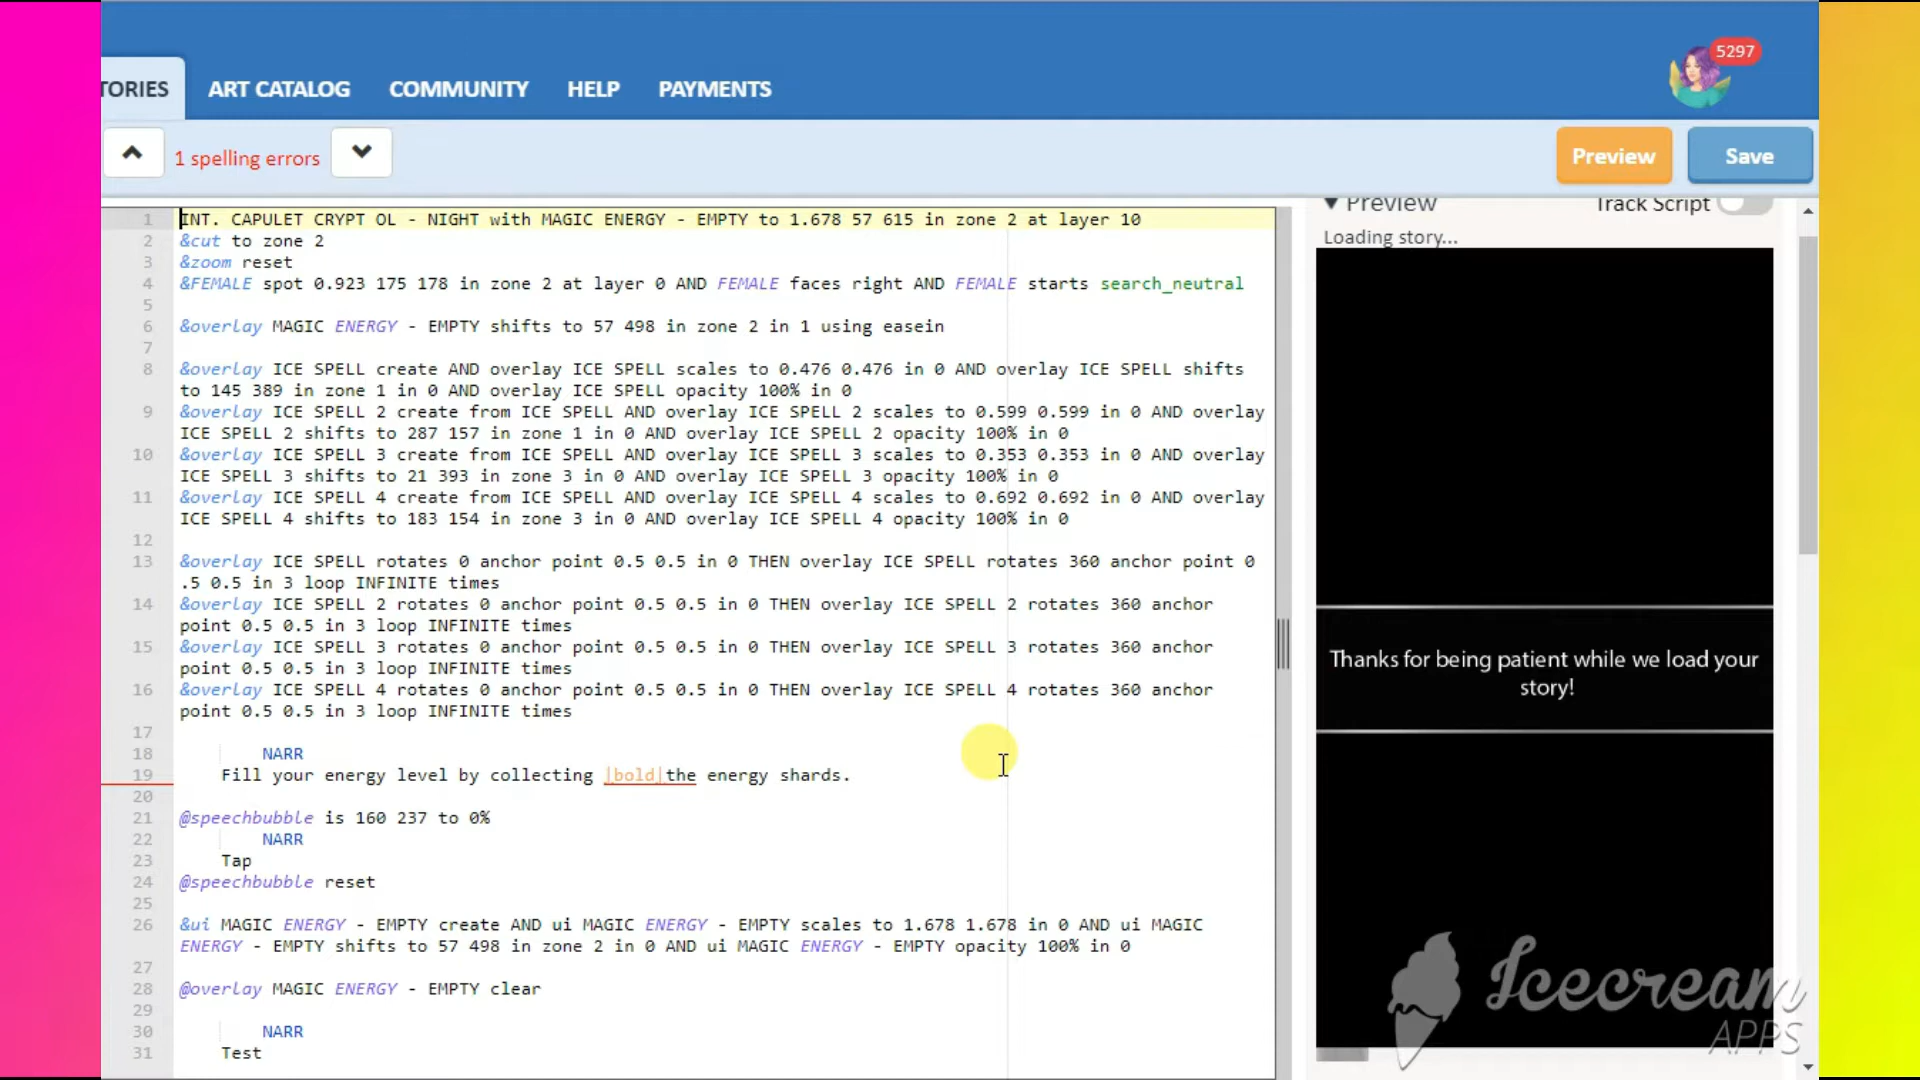 5297
TORIES ART CATALOG COMMUNITY HELP PAYMENTS
1 spelling errors
Preview Save
Preview Track Script
Loading story...
1 INT. CAPULET CRYPT OL - NIGHT with MAGIC ENERGY - EMPTY to 1.678 57 615 in zone 2 at layer 10
2 &cut to zone 2
3 &zoom reset
4 &FEMALE spot 0.923 175 178 in zone 2 at layer 0 AND FEMALE faces right AND FEMALE starts search_neutral
5
6 &overlay MAGIC ENERGY - EMPTY shifts to 57 498 in zone 2 in 1 using easein
7
8 &overlay ICE SPELL create AND overlay ICE SPELL scales to 0.476 0.476 in 0 AND overlay ICE SPELL shifts
to 145 389 in zone 1 in 0 AND overlay ICE SPELL opacity 100% in 0
9 &overlay ICE SPELL 2 create from ICE SPELL AND overlay ICE SPELL 2 scales to 0.599 0.599 in 0 AND overlay
ICE SPELL 2 shifts to 287 157 in zone 1 in 0 AND overlay ICE SPELL 2 opacity 100% in 0
10 &overlay ICE SPELL 3 create from ICE SPELL AND overlay ICE SPELL 3 scales to 0.353 0.353 in 0 AND overlay
ICE SPELL 3 shifts to 21 393 in zone 3 in 0 AND overlay ICE SPELL 3 opacity 100% in 0
11 &overlay ICE SPELL 4 create from ICE SPELL AND overlay ICE SPELL 4 scales to 0.692 0.692 in 0 AND overlay
ICE SPELL 4 shifts to 183 154 in zone 3 in 0 AND overlay ICE SPELL 4 opacity 100% in 0
12
13 &overlay ICE SPELL rotates 0 anchor point 0.5 0.5 in 0 THEN overlay ICE SPELL rotates 360 anchor point 0
.5 0.5 in 3 loop INFINITE times
14 &overlay ICE SPELL 2 rotates 0 anchor point 0.5 0.5 in 0 THEN overlay ICE SPELL 2 rotates 360 anchor
point 0.5 0.5 in 3 loop INFINITE times
15 &overlay ICE SPELL 3 rotates 0 anchor point 0.5 0.5 in 0 THEN overlay ICE SPELL 3 rotates 360 anchor
point 0.5 0.5 in 3 loop INFINITE times
16 &overlay ICE SPELL 4 rotates 0 anchor point 0.5 0.5 in 0 THEN overlay ICE SPELL 4 rotates 360 anchor
point 0.5 0.5 in 3 loop INFINITE times
17
18 NARR
19 Fill your energy level by collecting |bold|the energy shards.
20
21 @speechbubble is 160 237 to 0%
22 NARR
23 Tap
24 @speechbubble reset
25
26 &ui MAGIC ENERGY - EMPTY create AND ui MAGIC ENERGY - EMPTY scales to 1.678 1.678 in 0 AND ui MAGIC
ENERGY - EMPTY shifts to 57 498 in zone 2 in 0 AND ui MAGIC ENERGY - EMPTY opacity 100% in 0
27
28 @overlay MAGIC ENERGY - EMPTY clear
29
30 NARR
31 Test
Thanks for being patient while we load your
story!
Icecream
APPS